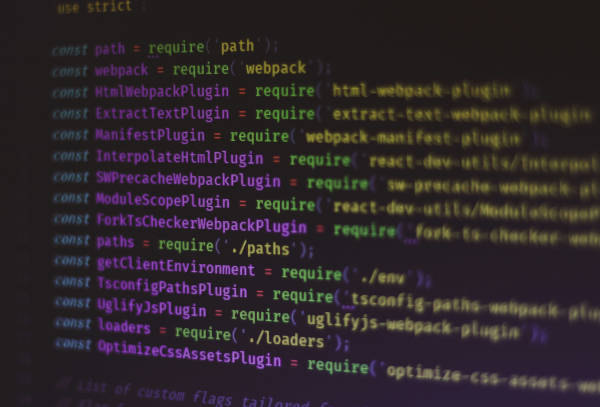 use strict ;
const path = require('path');
const webpack = require('webpack');
const HtmlWebpackPlugin = require('html-webpack-plugin');
const ExtractTextPlugin = require('extract-text-webpack-plugin
const ManifestPlugin = require('webpack-manifest-plugin');
const InterpolateHtmlPlugin = require('react-dev-utils/Interpol
const SWPrecacheWebpackPlugin = require('sw-precache-webpack-pl
const ModuleScopePlugin = require('react-dev-utils/ModuleScopeP
const ForkTsCheckerWebpackPlugin = require('fork-ts-checker-web
const paths = require('./paths');
const getClientEnvironment = require('./env');
const TsconfigPathsPlugin = require('tsconfig-paths-webpack-plu
const UglifyJsPlugin = require('uglifyjs-webpack-plugin');
const loaders = require('./loaders');
const OptimizeCssAssetsPlugin = require('optimize-css-assets-we
// List of custom flags tailored